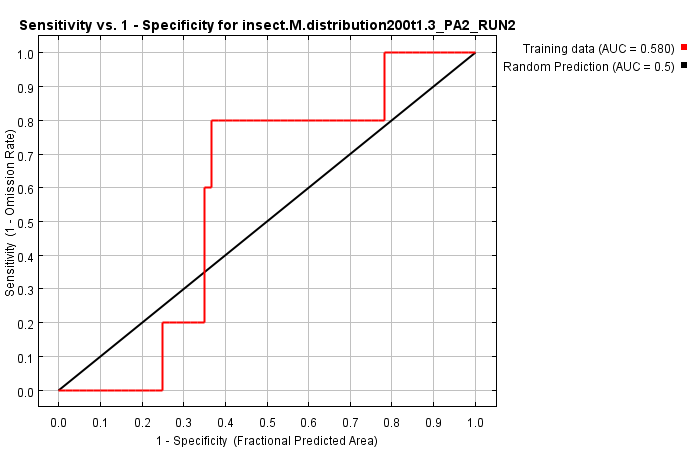 Sensitivity vs. 1 - Specificity for insect.M.distribution200t1.3_PA2_RUN2
Training data (AUC = 0.580)
Random Prediction (AUC = 0.5)
Sensitivity (1 - Omission Rate)
1.0
0.9
0.8
0.7
0.6
0.5
0.4
0.3
0.2
0.1
0.0
0.0 0.1 0.2 0.3 0.4 0.5 0.6 0.7 0.8 0.9 1.0
1 - Specificity (Fractional Predicted Area)